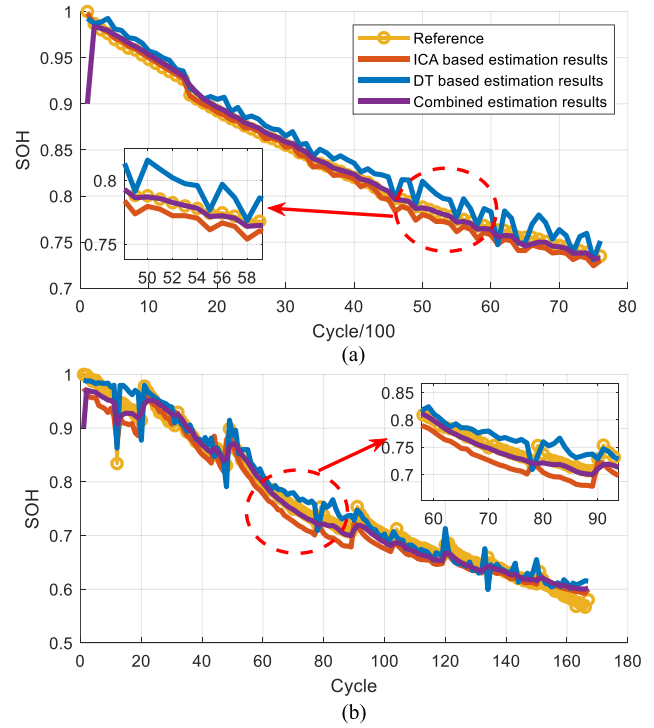 1
0.95
0.9
0.85
0.8
0.75
0.7
SOH
Reference
ICA based estimation results
DT based estimation results
Combined estimation results
0.8
0.75
50 52 54 56 58
0 10 20 30 40 50 60 70 80
Cycle/100
(a)
1
0.9
0.8
0.7
0.6
0.5
SOH
0.85
0.8
0.75
0.7
60 70 80 90
0 20 40 60 80 100 120 140 160 180
Cycle
(b)